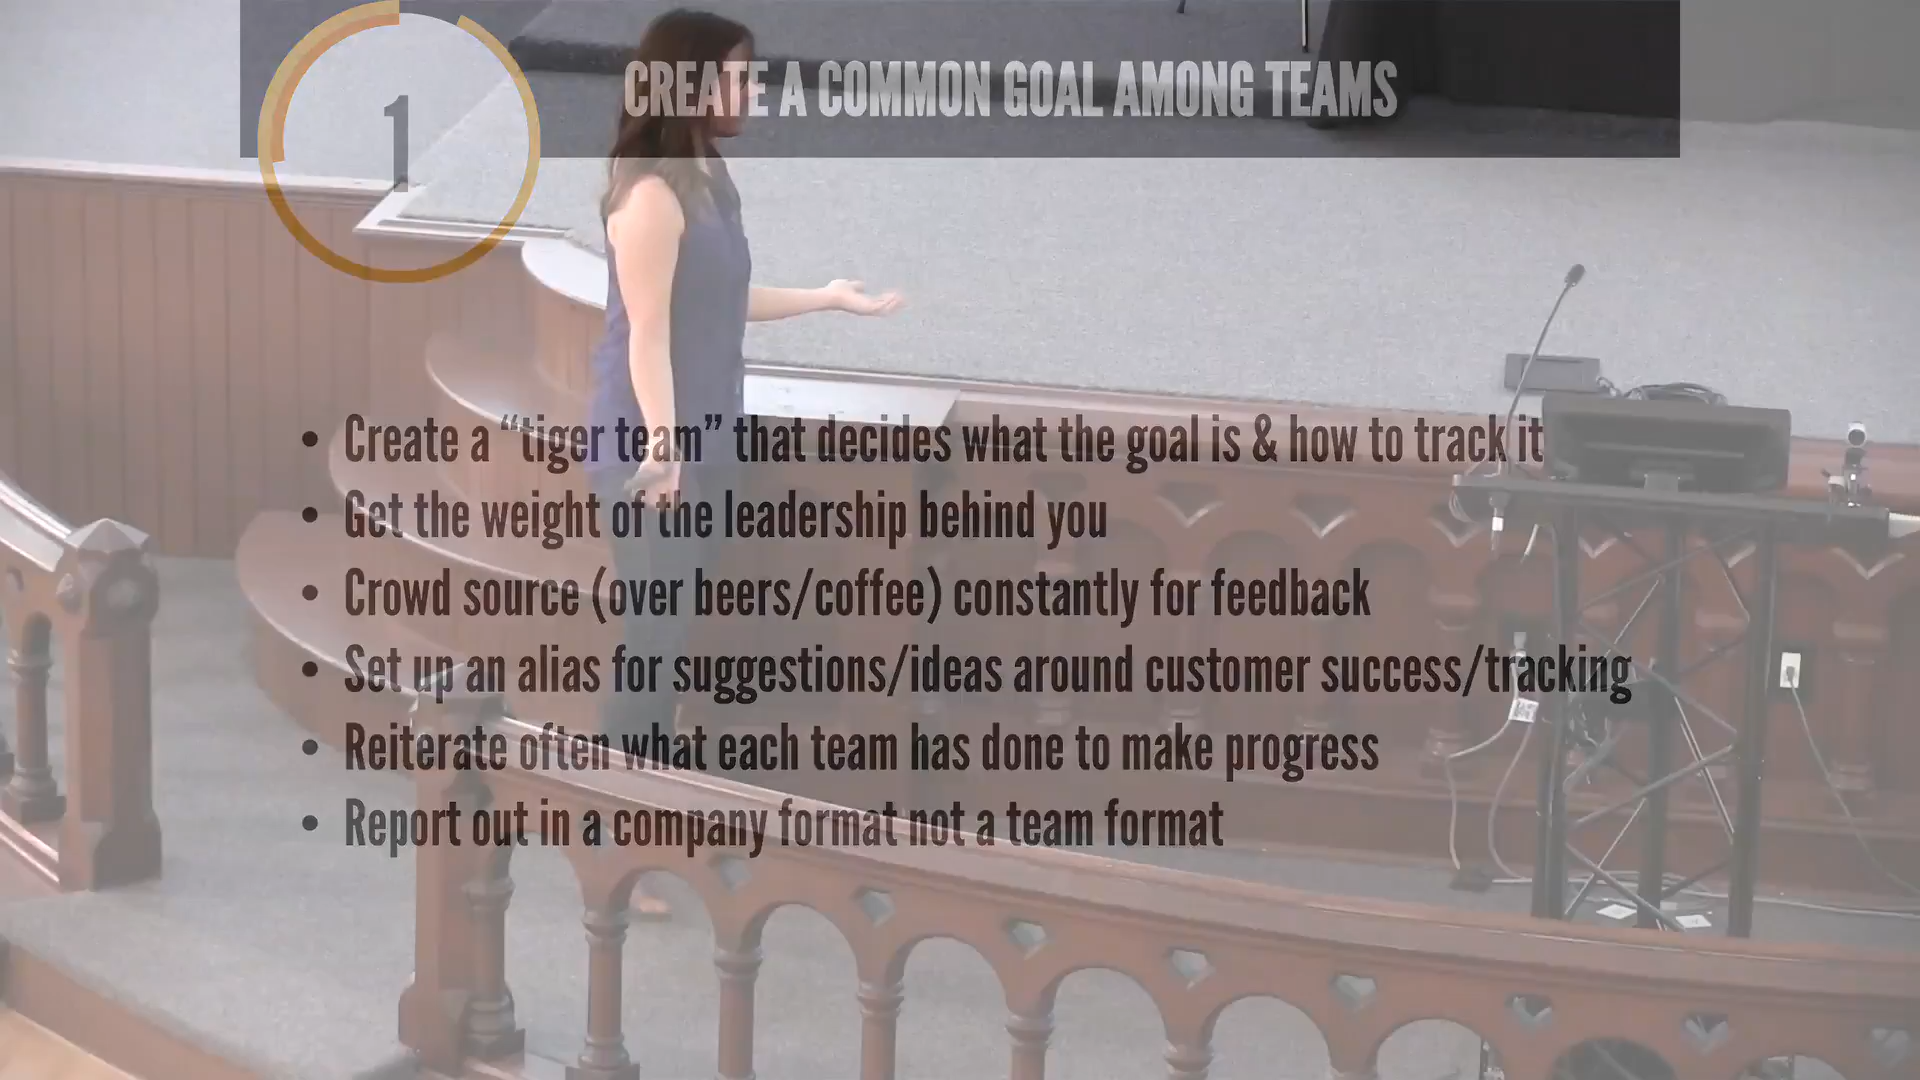 1
CREATE A COMMON GOAL AMONG TEAMS
• Create a “tiger team” that decides what the goal is & how to track it
• Get the weight of the leadership behind you
• Crowd source (over beers/coffee) constantly for feedback
• Set up an alias for suggestions/ideas around customer success/tracking
• Reiterate often what each team has done to make progress
• Report out in a company format not a team format